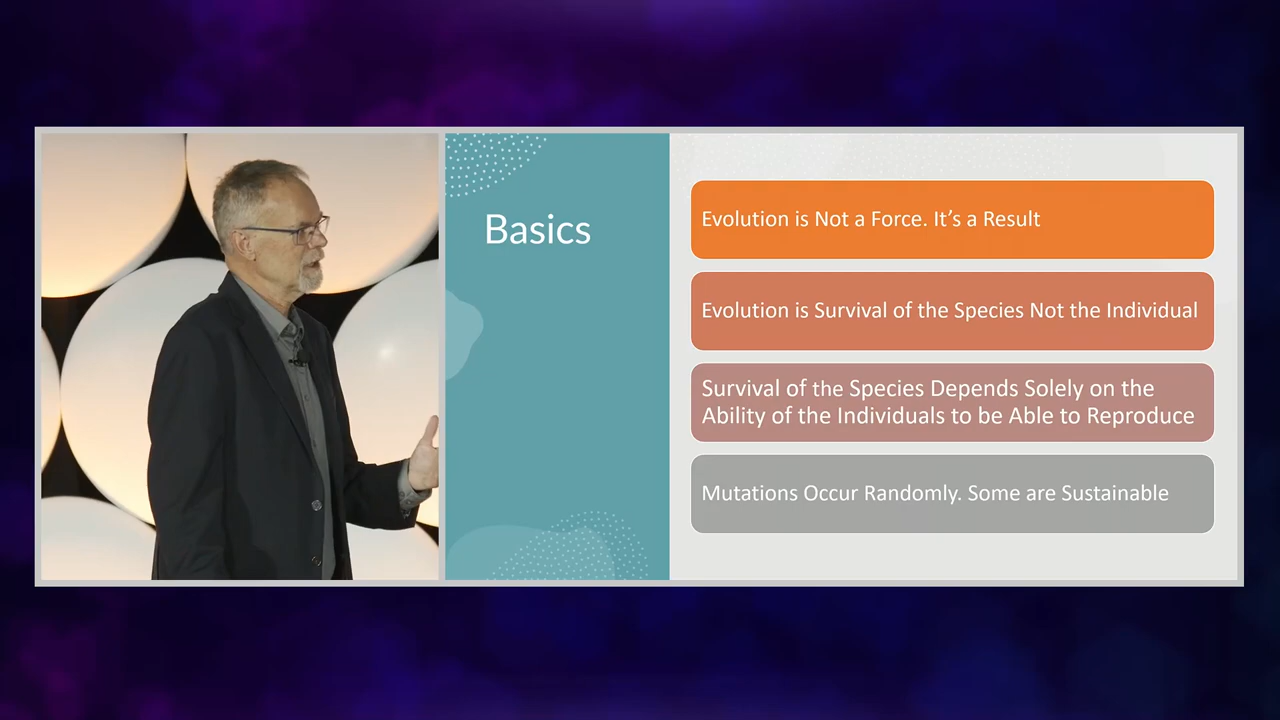 Basics
Evolution is Not a Force. It’s a Result
Evolution is Survival of the Species Not the Individual
Survival of the Species Depends Solely on the
Ability of the Individuals to be Able to Reproduce
Mutations Occur Randomly. Some are Sustainable